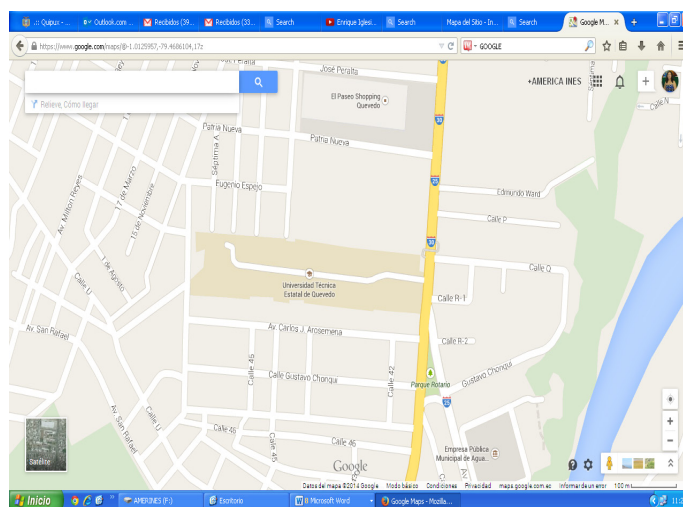 .:: Quipux - ...
Outlook.com ...
Recibidos (39...
Recibidos (33...
Search
Enrique Iglesi...
Search
Mapa del Sitio - In...
Search
Google M...
https://www.google.com/maps/@-1.0125957,-79.4686104,17z
- GOOGLE
+AMERICA INES
Relieve, Cómo llegar
José Peralta
El Paseo Shopping
Quevedo
Calle N
Patria Nueva
Patria Nueva
Séptima A.
Eugenio Espejo
Edmundo Ward
Av. Milton Reyes
17 de Marzo
15 de Noviembre
Calle P
30
25
30
Calle Q
1 de Agosto
Calle U
Universidad Técnica
Estatal de Quevedo
Calle R-1
Av. San Rafael
Av. Carlos J. Arosemena
Calle R-2
Calle 45
Calle Gustavo Chonqui
Calle 42
Parque Rotario
Gustavo Chonqui
25
Av. San Rafael
Calle U
Calle 46
Calle 46
Calle 45
Empresa Pública
Municipal de Agua...
Satélite
Google
Datos del mapa ©2014 Google
Modo básico
Condiciones
Privacidad
maps.google.com.ec
Informar de un error
100 m
Inicio
AMERINES (F:)
Escritorio
8 Microsoft Word
Google Maps - Mozilla...